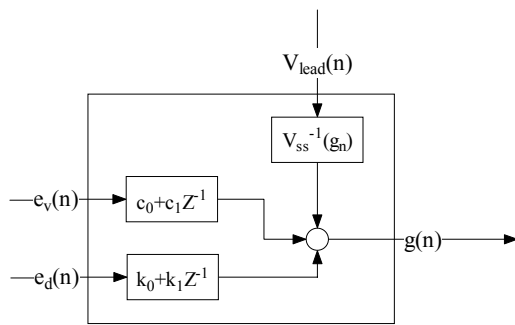 V_lead(n)
V_ss^-1(g_n)
e_v(n)
c_0+c_1Z^-1
g(n)
e_d(n)
k_0+k_1Z^-1